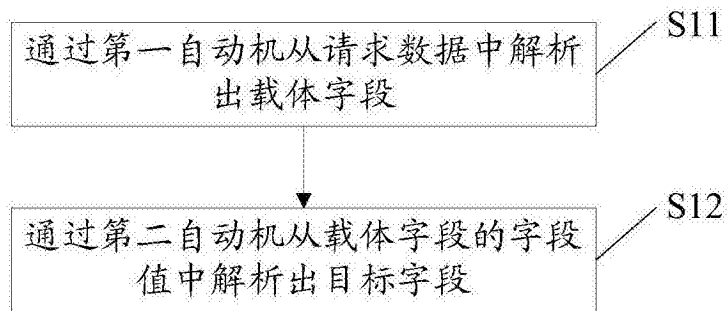 通过第一自动机从请求数据中解析
出载体字段
S11
通过第二自动机从载体字段的字段
值中解析出目标字段
S12